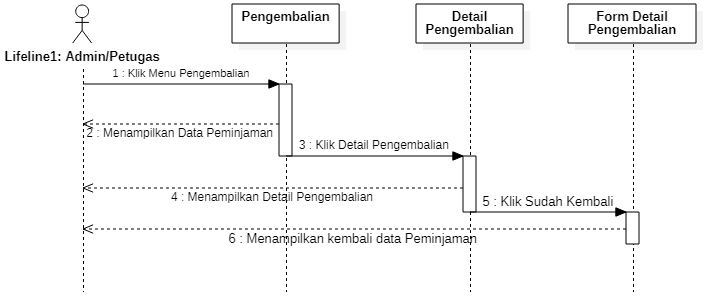 Pengembalian
Detail
Pengembalian
Form Detail
Pengembalian
Lifeline1: Admin/Petugas
1 : Klik Menu Pengembalian
2 : Menampilkan Data Peminjaman
3 : Klik Detail Pengembalian
4 : Menampilkan Detail Pengembalian
5 : Klik Sudah Kembali
6 : Menampilkan kembali data Peminjaman